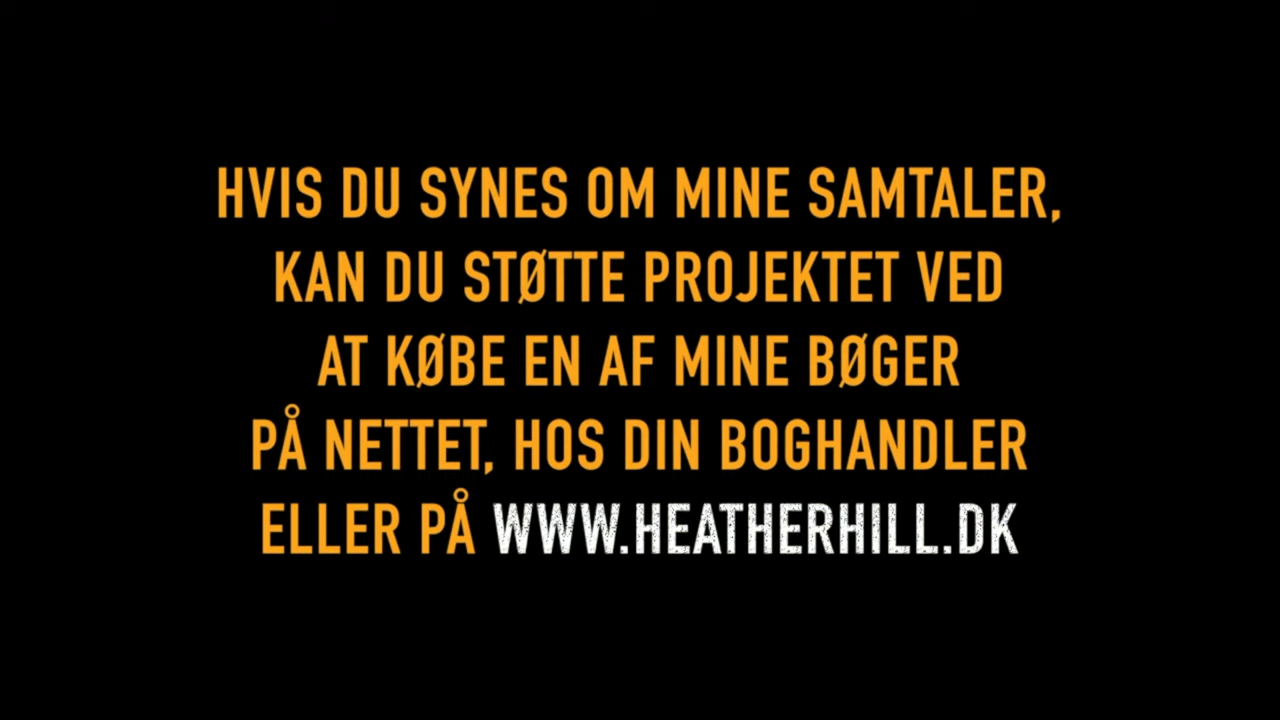 HVIS DU SYNES OM MINE SAMTALER,
KAN DU STØTTE PROJEKTET VED
AT KØBE EN AF MINE BØGER
PÅ NETTET, HOS DIN BOGHANDLER
ELLER PÅ WWW.HEATHERHILL.DK